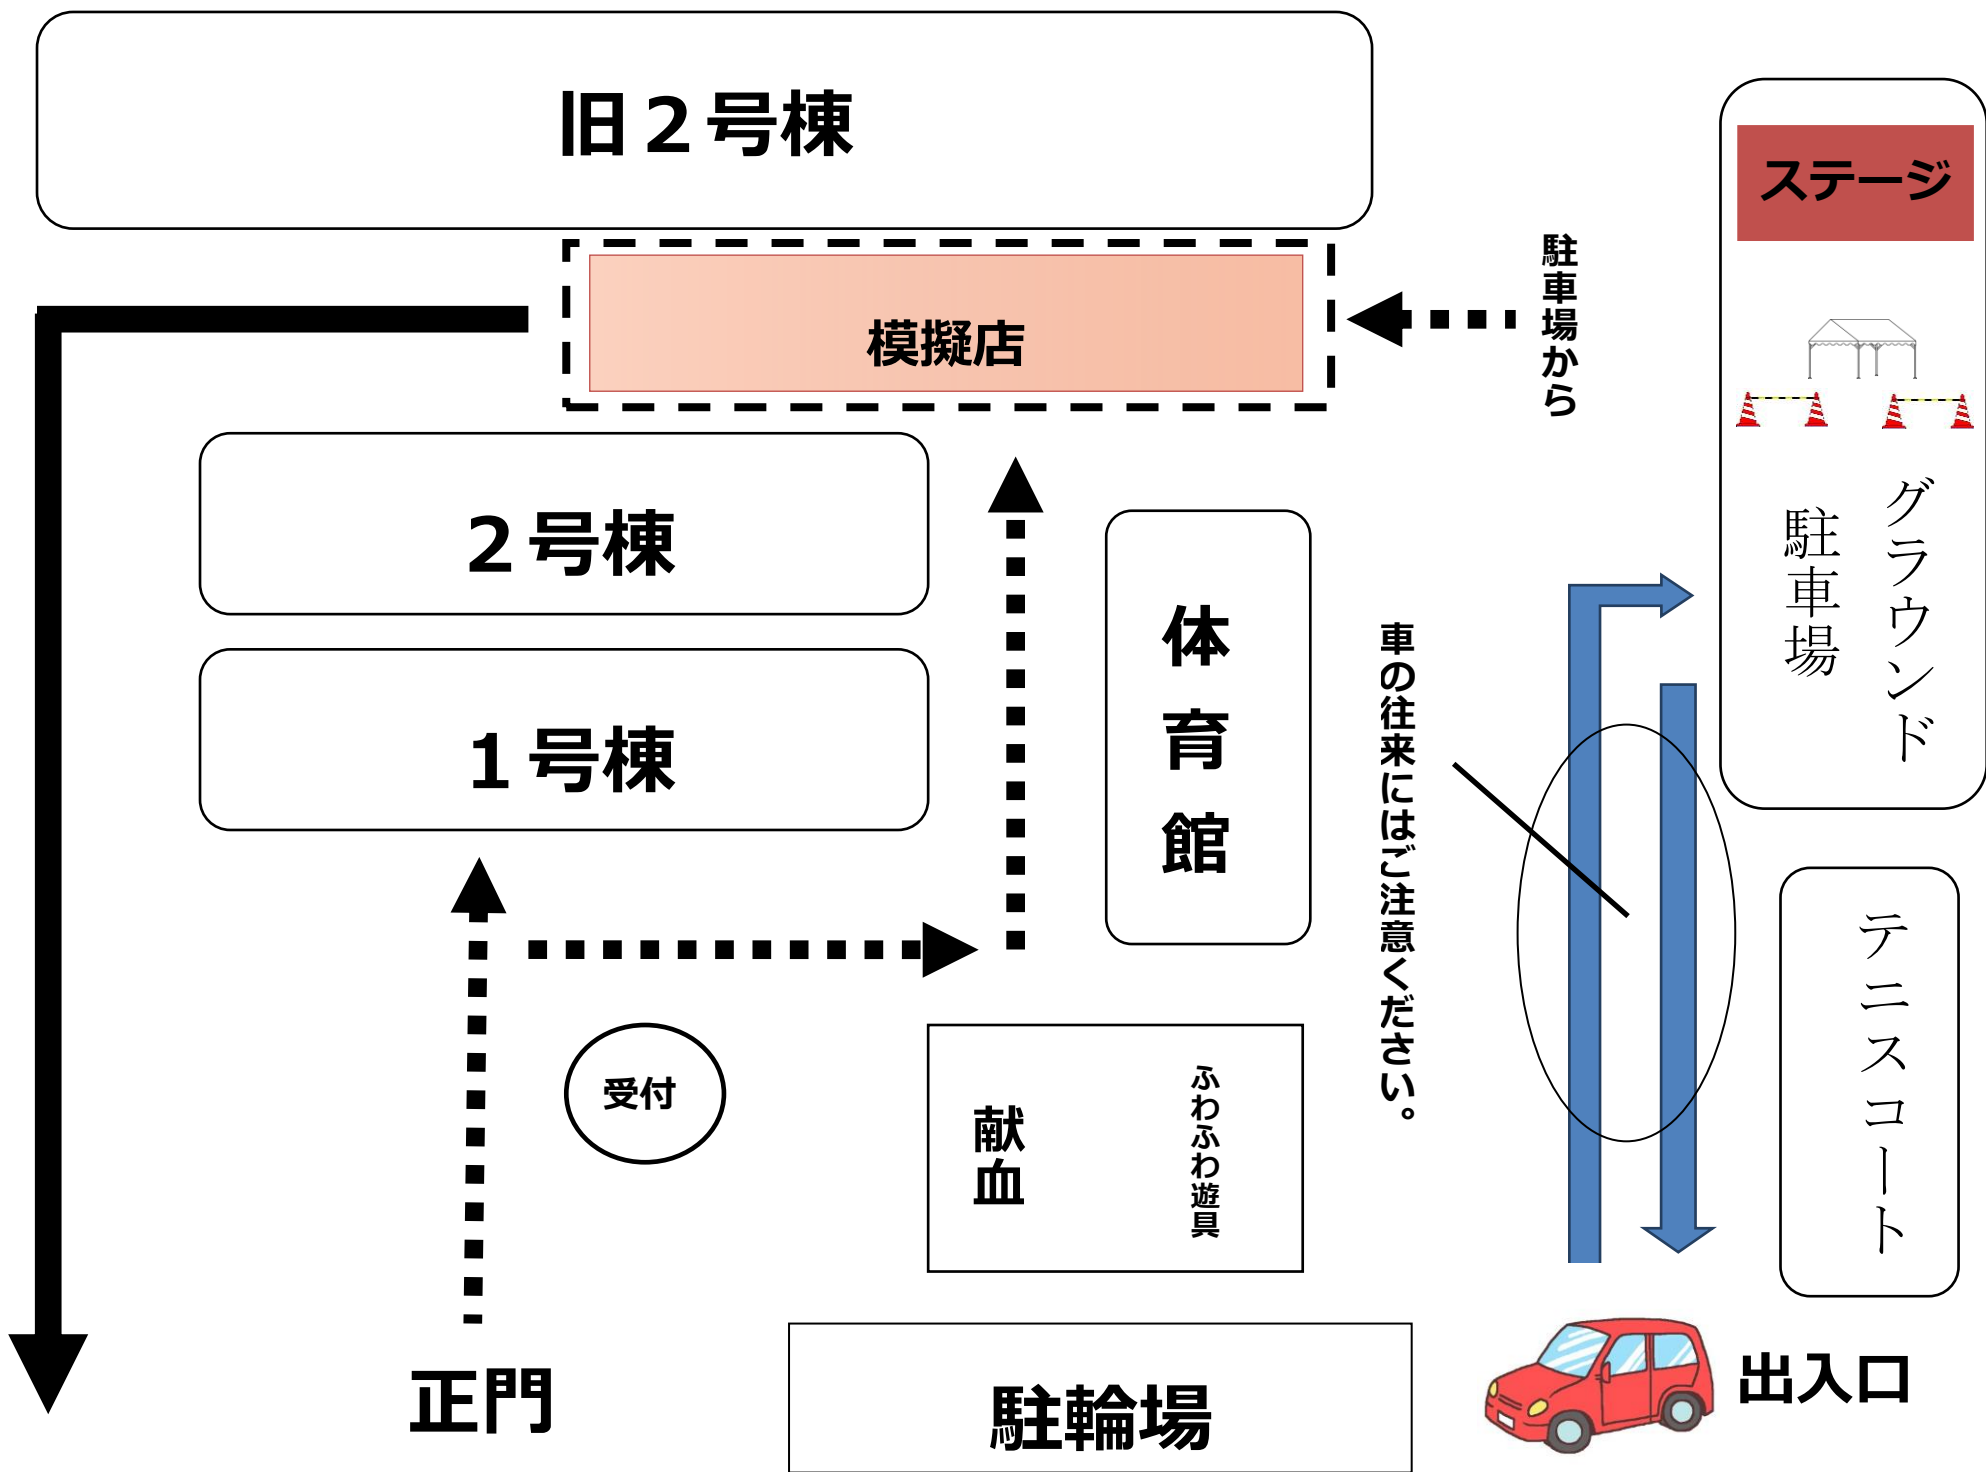 旧２号棟
ステージ
模擬店
駐車場から
２号棟
グラウンド
駐車場
体育館
１号棟
車の往来にはご注意ください。
テニスコート
受付
献血
ふわふわ遊具
正門
駐輪場
出入口